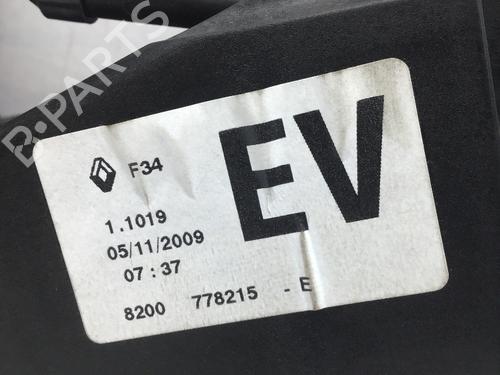 B-PARTS
F34
EV
1.1019
05/11/2009
07:37
8200 778215 - E